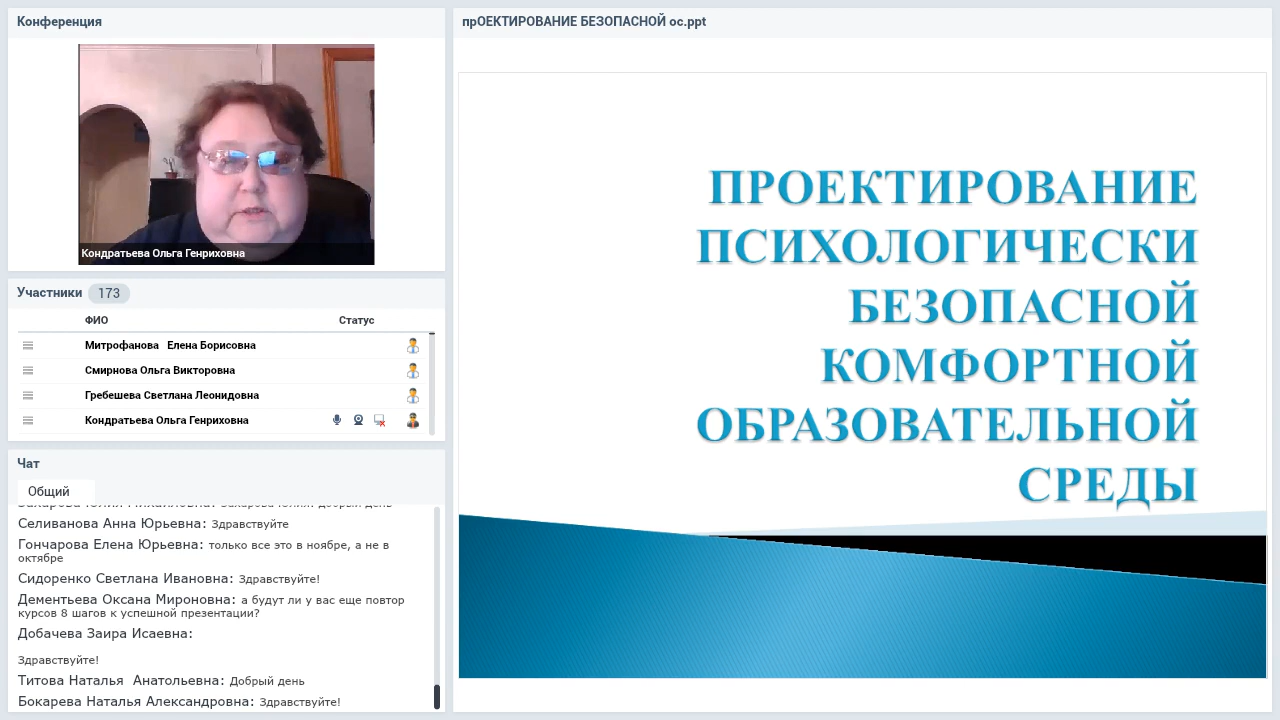 Конференция
Кондратьева Ольга Генриховна
Участники 173
ФИО Статус
Митрофанова Елена Борисовна
Смирнова Ольга Викторовна
Гребешева Светлана Леонидовна
Кондратьева Ольга Генриховна
Чат
Общий
Селиванова Анна Юрьевна: Здравствуйте
Гончарова Елена Юрьевна: только все это в ноябре, а не в
октябре
Сидоренко Светлана Ивановна: Здравствуйте!
Дементьева Оксана Мироновна: а будут ли у вас еще повтор
курсов 8 шагов к успешной презентации?
Добачева Заира Исаевна:
Здравствуйте!
Титова Наталья Анатольевна: Добрый день
Бокарева Наталья Александровна: Здравствуйте!
прОЕКТИРОВАНИЕ БЕЗОПАСНОЙ ос.ppt
ПРОЕКТИРОВАНИЕ
ПСИХОЛОГИЧЕСКИ
БЕЗОПАСНОЙ
КОМФОРТНОЙ
ОБРАЗОВАТЕЛЬНОЙ
СРЕДЫ